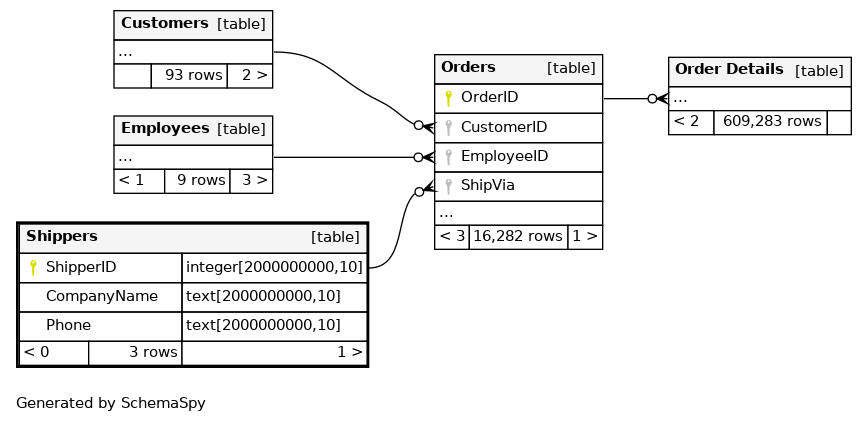 Customers [table]
...
93 rows 2 >
Employees [table]
...
< 1 9 rows 3 >
Shippers [table]
ShipperID integer[2000000000,10]
CompanyName text[2000000000,10]
Phone text[2000000000,10]
< 0 3 rows 1 >
Orders [table]
OrderID
CustomerID
EmployeeID
ShipVia
...
< 3 16,282 rows 1 >
Order Details [table]
...
< 2 609,283 rows
Generated by SchemaSpy